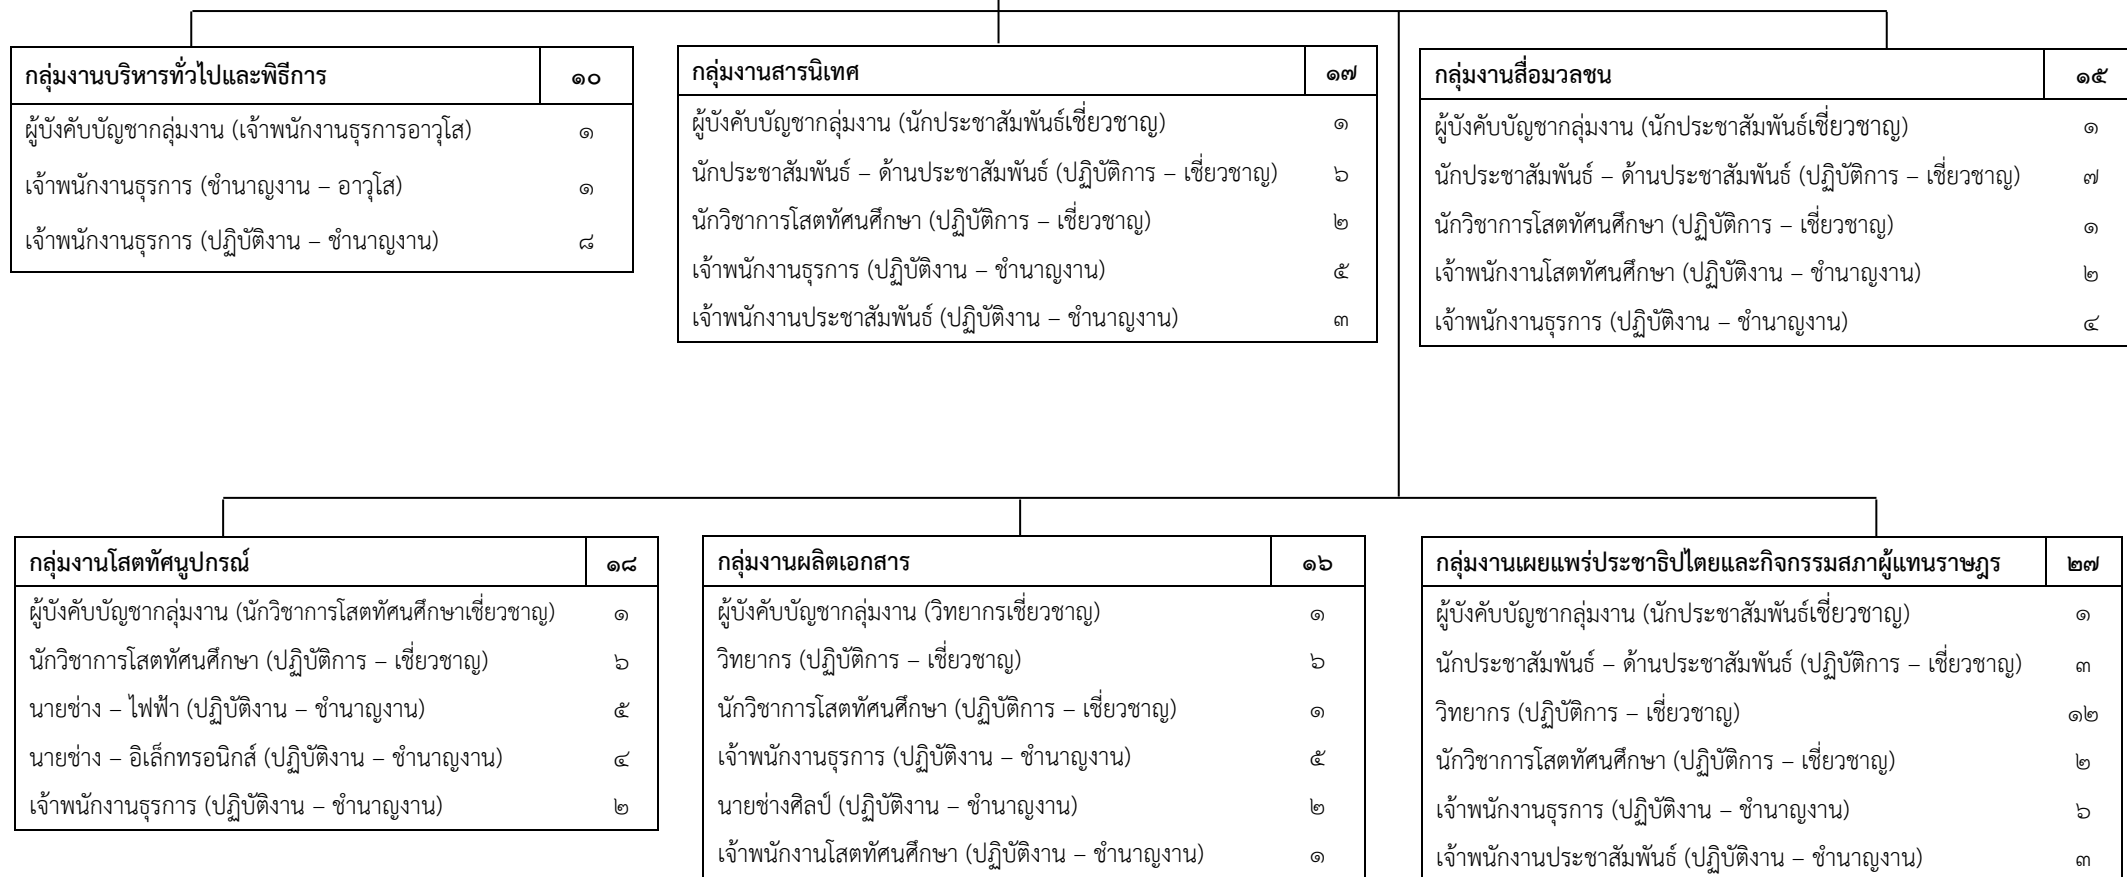 กลุ่มงานบริหารทั่วไปและพิธีการ ๑๐
ผู้บังคับบัญชากลุ่มงาน (เจ้าพนักงานธุรการอาวุโส) ๑
เจ้าพนักงานธุรการ (ชำนาญงาน – อาวุโส) ๑
เจ้าพนักงานธุรการ (ปฏิบัติงาน – ชำนาญงาน) ๘
กลุ่มงานสารนิเทศ ๑๗
ผู้บังคับบัญชากลุ่มงาน (นักประชาสัมพันธ์เชี่ยวชาญ) ๑
นักประชาสัมพันธ์ – ด้านประชาสัมพันธ์ (ปฏิบัติการ – เชี่ยวชาญ) ๖
นักวิชาการโสตทัศนศึกษา (ปฏิบัติการ – เชี่ยวชาญ) ๒
เจ้าพนักงานธุรการ (ปฏิบัติงาน – ชำนาญงาน) ๕
เจ้าพนักงานประชาสัมพันธ์ (ปฏิบัติงาน – ชำนาญงาน) ๓
กลุ่มงานสื่อมวลชน ๑๕
ผู้บังคับบัญชากลุ่มงาน (นักประชาสัมพันธ์เชี่ยวชาญ) ๑
นักประชาสัมพันธ์ – ด้านประชาสัมพันธ์ (ปฏิบัติการ – เชี่ยวชาญ) ๗
นักวิชาการโสตทัศนศึกษา (ปฏิบัติการ – เชี่ยวชาญ) ๑
เจ้าพนักงานโสตทัศนศึกษา (ปฏิบัติงาน – ชำนาญงาน) ๒
เจ้าพนักงานธุรการ (ปฏิบัติงาน – ชำนาญงาน) ๔
กลุ่มงานโสตทัศนูปกรณ์ ๑๘
ผู้บังคับบัญชากลุ่มงาน (นักวิชาการโสตทัศนศึกษาเชี่ยวชาญ) ๑
นักวิชาการโสตทัศนศึกษา (ปฏิบัติการ – เชี่ยวชาญ) ๖
นายช่าง – ไฟฟ้า (ปฏิบัติงาน – ชำนาญงาน) ๕
นายช่าง – อิเล็กทรอนิกส์ (ปฏิบัติงาน – ชำนาญงาน) ๔
เจ้าพนักงานธุรการ (ปฏิบัติงาน – ชำนาญงาน) ๒
กลุ่มงานผลิตเอกสาร ๑๖
ผู้บังคับบัญชากลุ่มงาน (วิทยากรเชี่ยวชาญ) ๑
วิทยากร (ปฏิบัติการ – เชี่ยวชาญ) ๖
นักวิชาการโสตทัศนศึกษา (ปฏิบัติการ – เชี่ยวชาญ) ๑
เจ้าพนักงานธุรการ (ปฏิบัติงาน – ชำนาญงาน) ๕
นายช่างศิลป์ (ปฏิบัติงาน – ชำนาญงาน) ๒
เจ้าพนักงานโสตทัศนศึกษา (ปฏิบัติงาน – ชำนาญงาน) ๑
กลุ่มงานเผยแพร่ประชาธิปไตยและกิจกรรมสภาผู้แทนราษฎร ๒๗
ผู้บังคับบัญชากลุ่มงาน (นักประชาสัมพันธ์เชี่ยวชาญ) ๑
นักประชาสัมพันธ์ – ด้านประชาสัมพันธ์ (ปฏิบัติการ – เชี่ยวชาญ) ๓
วิทยากร (ปฏิบัติการ – เชี่ยวชาญ) ๑๒
นักวิชาการโสตทัศนศึกษา (ปฏิบัติการ – เชี่ยวชาญ) ๒
เจ้าพนักงานธุรการ (ปฏิบัติงาน – ชำนาญงาน) ๖
เจ้าพนักงานประชาสัมพันธ์ (ปฏิบัติงาน – ชำนาญงาน) ๓